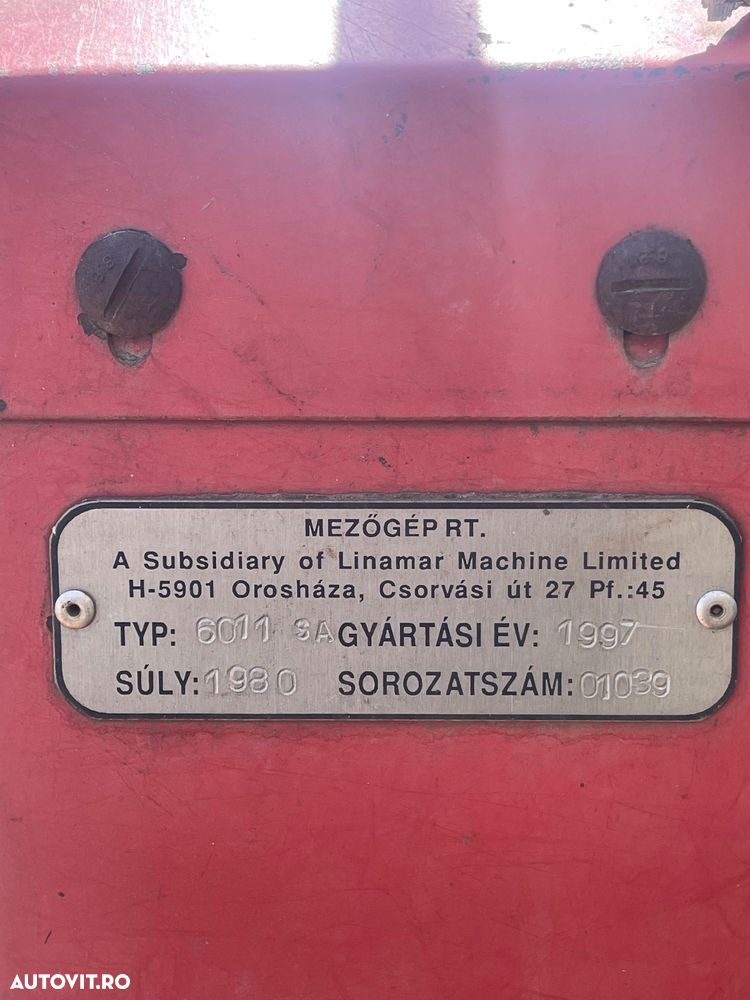 MEZŐGÉP RT.
A Subsidiary of Linamar Machine Limited
H-5901 Orosháza, Csorvási út 27 Pf.:45
TYP: 6011 SA GYÁRTÁSI ÉV: 1997
SÚLY: 1980 SOROZATSZÁM: 01039
AUTOVIT.RO